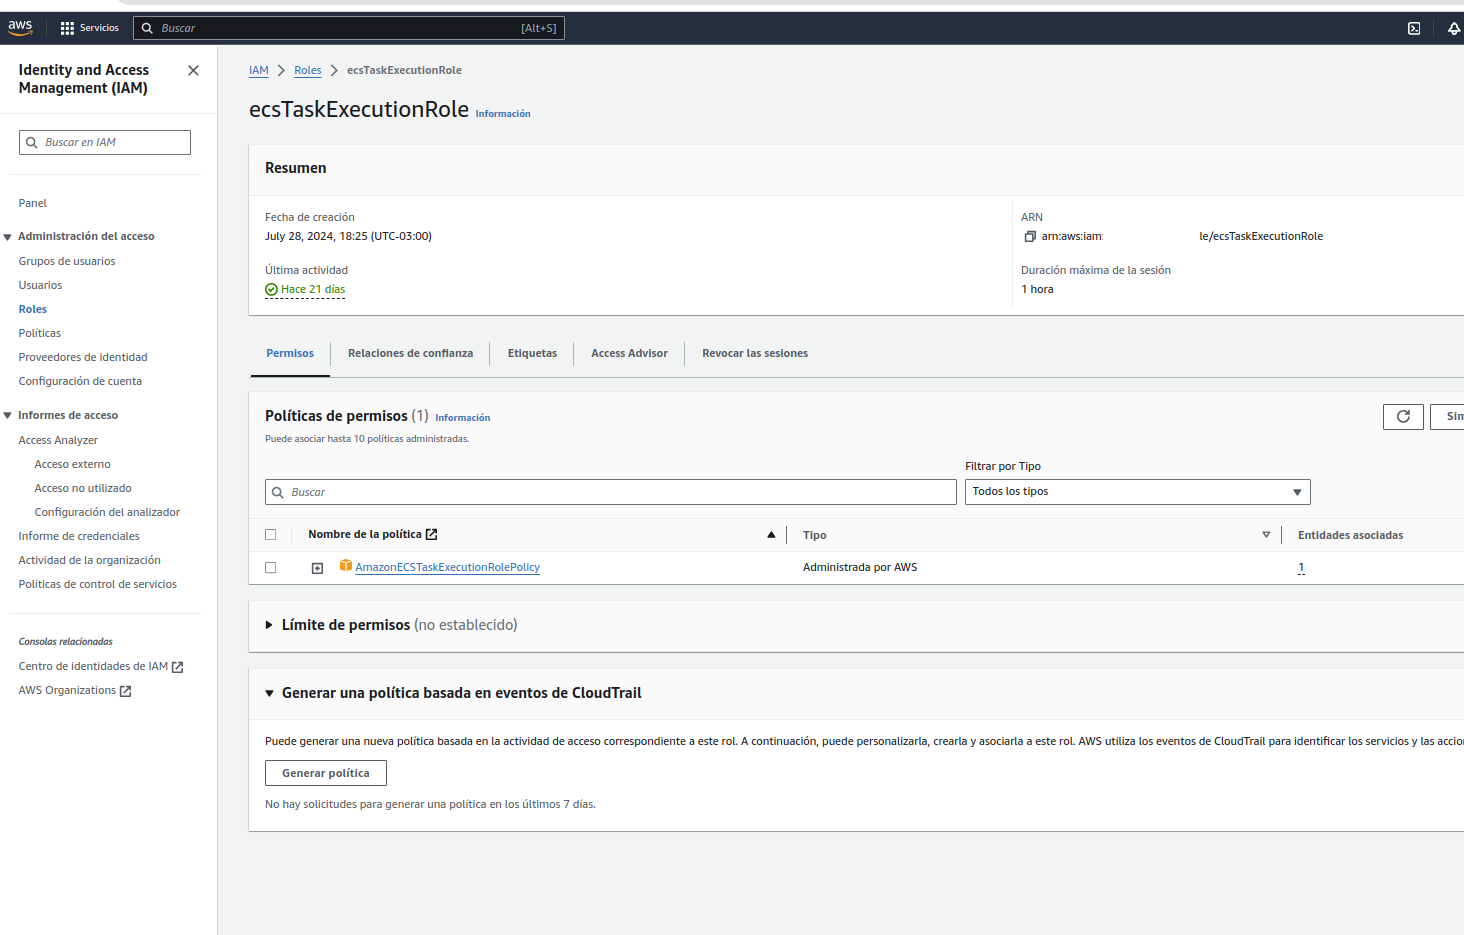 aws
Servicios
Buscar
[Alt+S]
Identity and Access
Management (IAM)
Buscar en IAM
Panel
Administración del acceso
Grupos de usuarios
Usuarios
Roles
Políticas
Proveedores de identidad
Configuración de cuenta
Informes de acceso
Access Analyzer
Acceso externo
Acceso no utilizado
Configuración del analizador
Informe de credenciales
Actividad de la organización
Políticas de control de servicios
Consolas relacionadas
Centro de identidades de IAM
AWS Organizations
IAM > Roles > ecsTaskExecutionRole
ecsTaskExecutionRole Información
Resumen
Fecha de creación
July 28, 2024, 18:25 (UTC-03:00)
Última actividad
Hace 21 días
ARN
arn:aws:iam: le/ecsTaskExecutionRole
Duración máxima de la sesión
1 hora
Permisos
Relaciones de confianza
Etiquetas
Access Advisor
Revocar las sesiones
Políticas de permisos (1) Información
Puede asociar hasta 10 políticas administradas.
Sim
Filtrar por Tipo
Buscar
Todos los tipos
Nombre de la política
Tipo
Entidades asociadas
AmazonECSTaskExecutionRolePolicy
Administrada por AWS
1
Límite de permisos (no establecido)
Generar una política basada en eventos de CloudTrail
Puede generar una nueva política basada en la actividad de acceso correspondiente a este rol. A continuación, puede personalizarla, crearla y asociarla a este rol. AWS utiliza los eventos de CloudTrail para identificar los servicios y las accio
Generar política
No hay solicitudes para generar una política en los últimos 7 días.